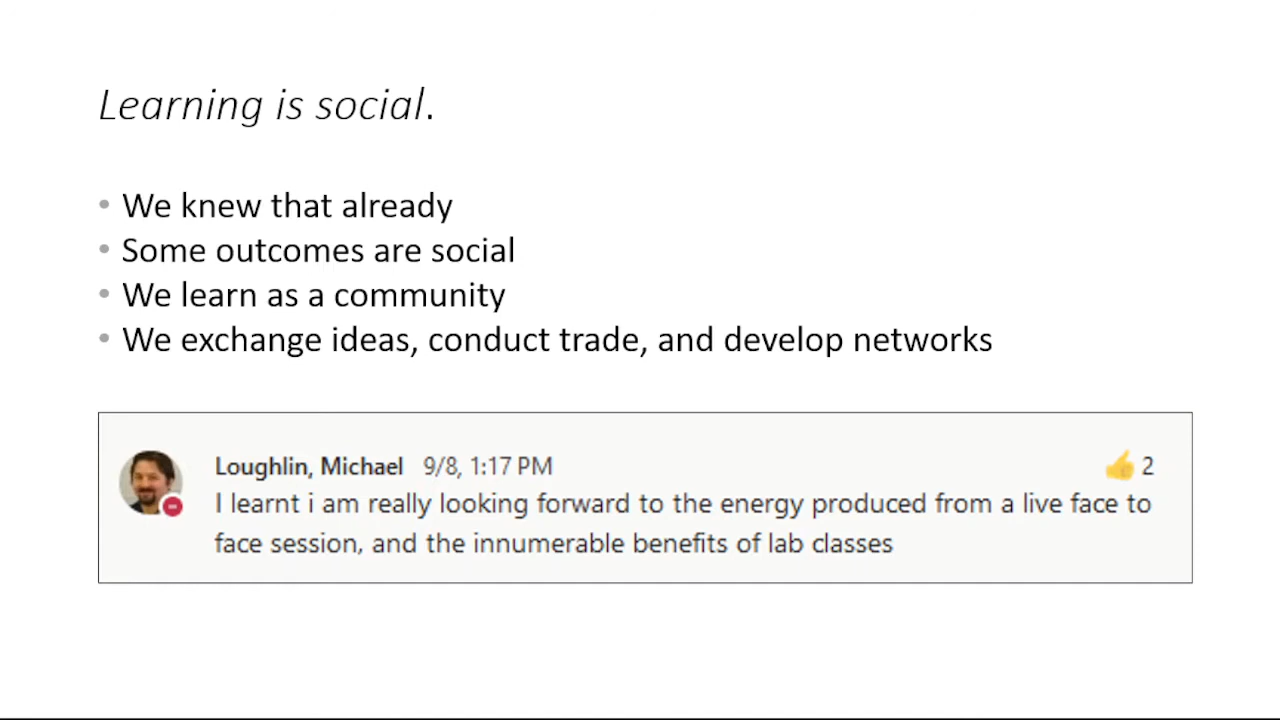 Learning is social.
• We knew that already
• Some outcomes are social
• We learn as a community
• We exchange ideas, conduct trade, and develop networks
Loughlin, Michael 9/8, 1:17 PM 👍 2
I learnt i am really looking forward to the energy produced from a live face to
face session, and the innumerable benefits of lab classes